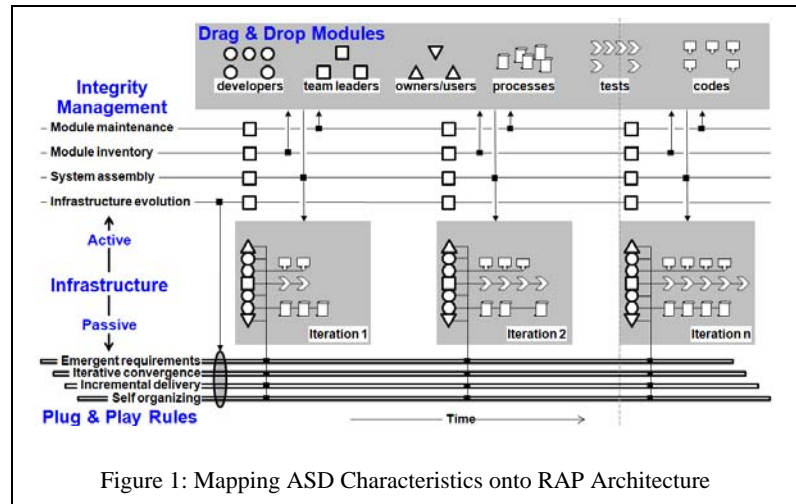 Drag & Drop Modules
developers team leaders owners/users processes tests codes
Integrity
Management
Module maintenance
Module inventory
System assembly
Infrastructure evolution
Active
Infrastructure
Passive
Iteration 1 Iteration 2 Iteration n
Emergent requirements
Iterative convergence
Incremental delivery
Self organizing
Plug & Play Rules Time
Figure 1: Mapping ASD Characteristics onto RAP Architecture